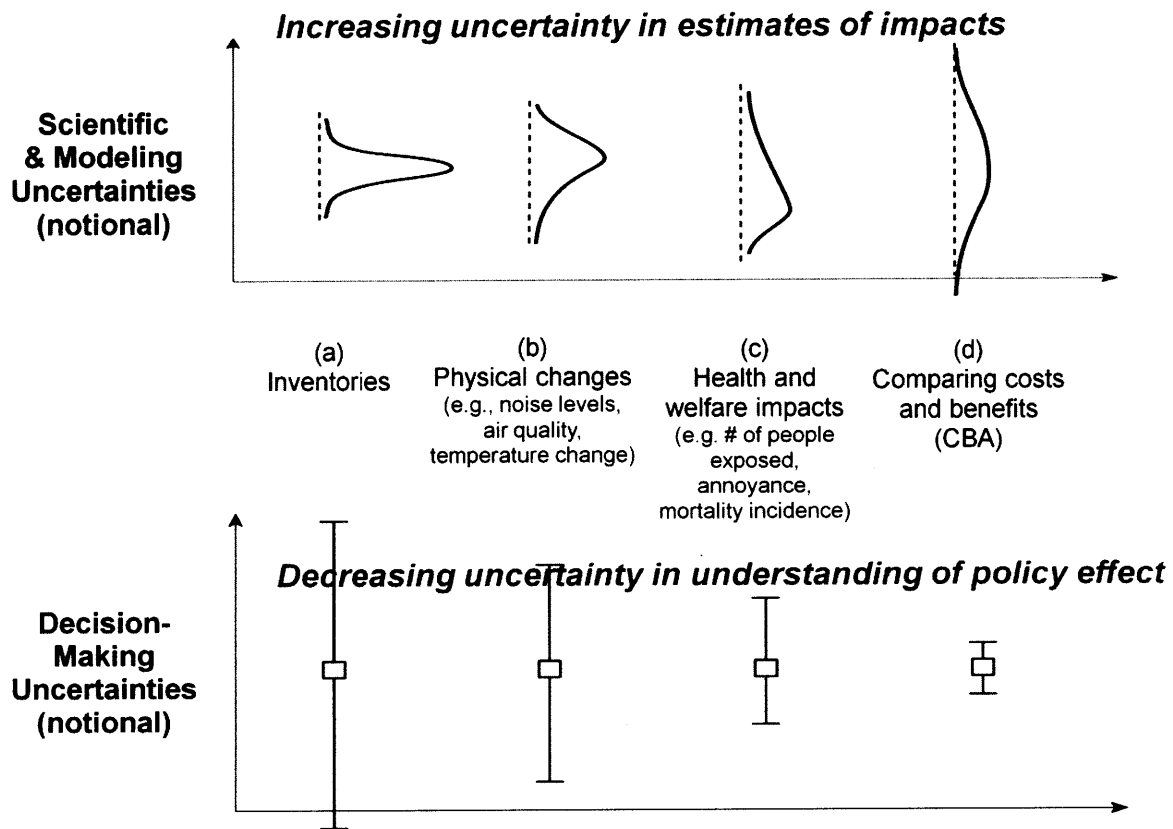 Increasing uncertainty in estimates of impacts
Scientific
& Modeling
Uncertainties
(notional)
(a)
Inventories
(b)
Physical changes
(e.g., noise levels,
air quality,
temperature change)
(c)
Health and
welfare impacts
(e.g. # of people
exposed,
annoyance,
mortality incidence)
(d)
Comparing costs
and benefits
(CBA)
Decreasing uncertainty in understanding of policy effect
Decision-
Making
Uncertainties
(notional)